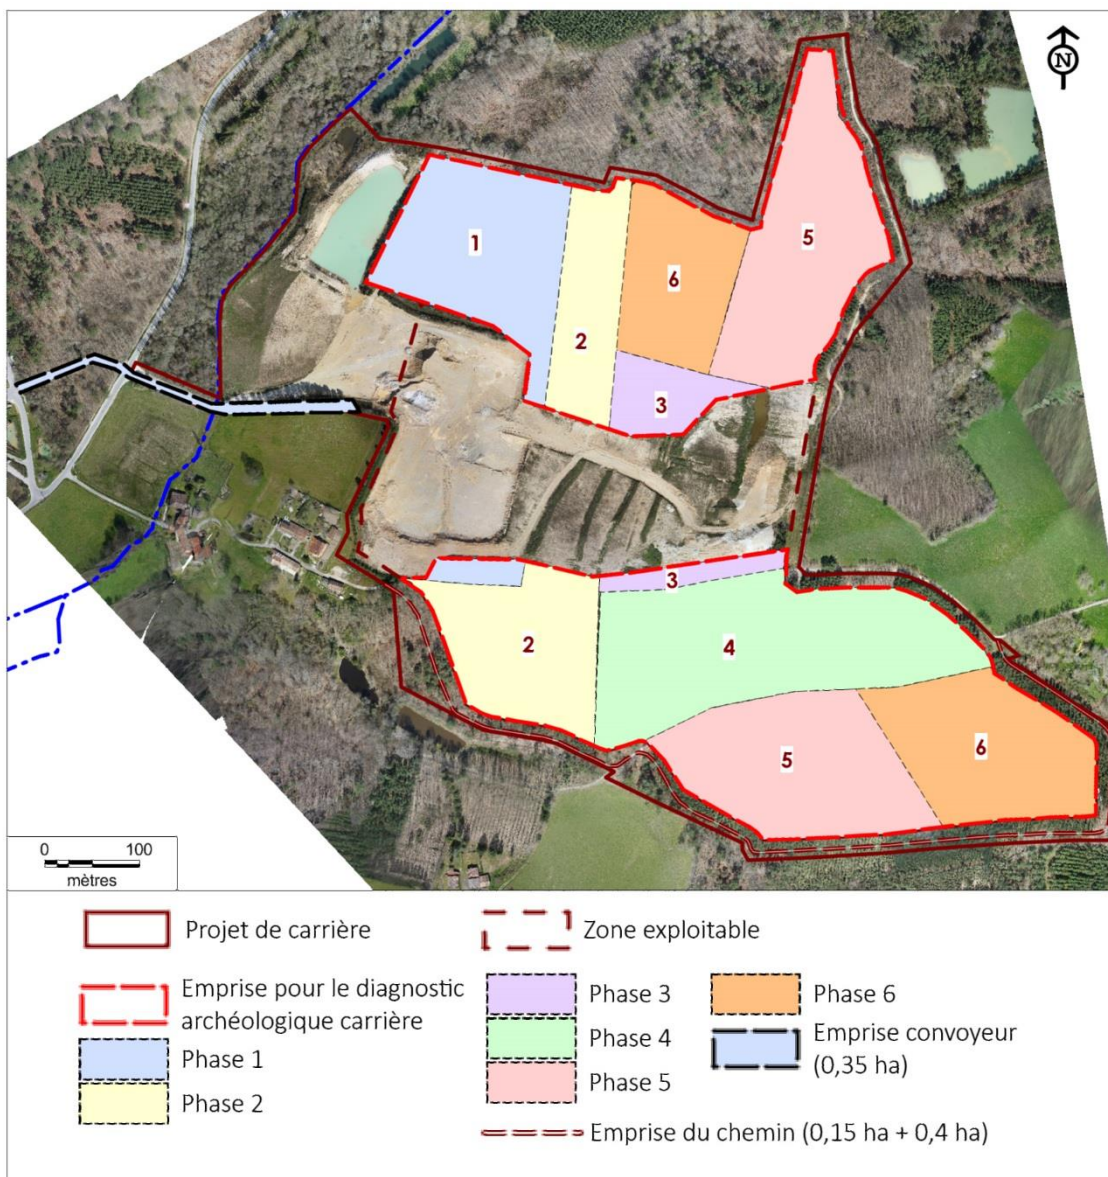 N
1
5
6
2
3
3
2
4
5
6
0 100
mètres
Projet de carrière
Zone exploitable
Emprise pour le diagnostic
archéologique carrière
Phase 1
Phase 2
Phase 3
Phase 4
Phase 5
Phase 6
Emprise convoyeur
(0,35 ha)
Emprise du chemin (0,15 ha + 0,4 ha)